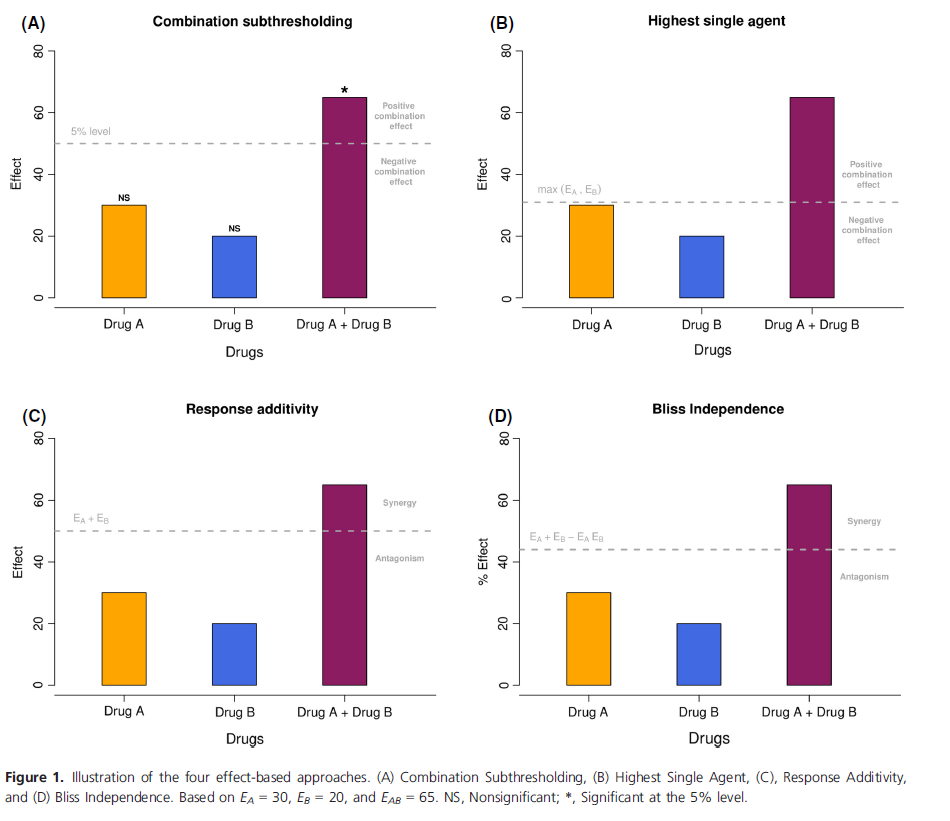 (A)
Combination subthresholding
80
60
40
20
0
Effect
5% level
NS
NS
*
Positive
combination
effect
Negative
combination
effect
Drug A
Drug B
Drug A + Drug B
Drugs
(B)
Highest single agent
80
60
40
20
0
Effect
max (EA , EB)
Positive
combination
effect
Negative
combination
effect
Drug A
Drug B
Drug A + Drug B
Drugs
(C)
Response additivity
80
60
40
20
0
Effect
EA + EB
Synergy
Antagonism
Drug A
Drug B
Drug A + Drug B
Drugs
(D)
Bliss Independence
80
60
40
20
0
% Effect
EA + EB − EA EB
Synergy
Antagonism
Drug A
Drug B
Drug A + Drug B
Drugs
Figure 1. Illustration of the four effect-based approaches. (A) Combination Subthresholding, (B) Highest Single Agent, (C), Response Additivity,
and (D) Bliss Independence. Based on EA = 30, EB = 20, and EAB = 65. NS, Nonsignificant; *, Significant at the 5% level.